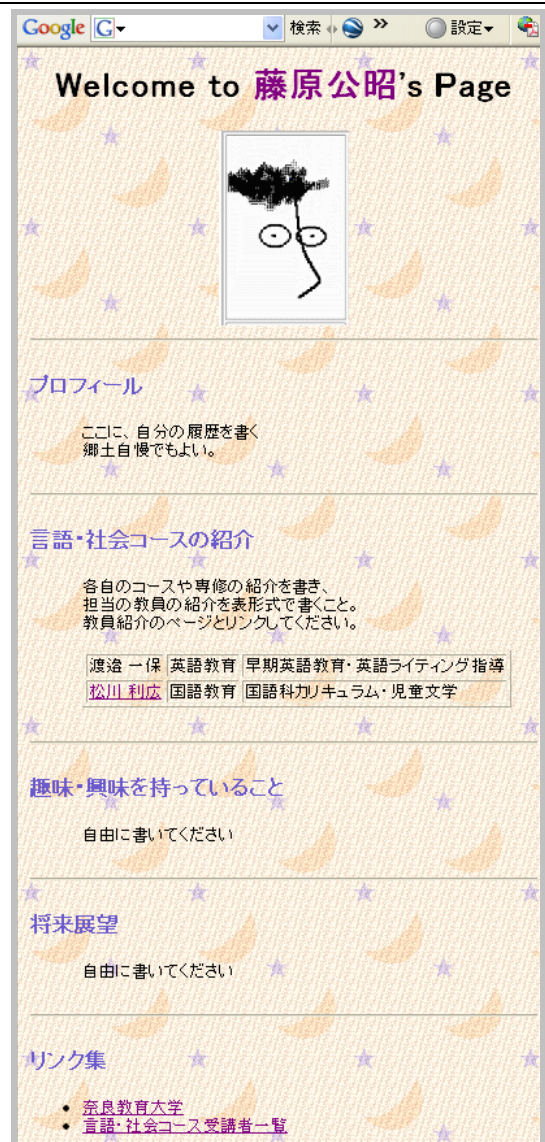 Google G 検索 » 設定
Welcome to 藤原公昭's Page
プロフィール
ここに、自分の履歴を書く
郷土自慢でもよい。
言語・社会コースの紹介
各自のコースや専修の紹介を書き、
担当の教員の紹介を表形式で書くこと。
教員紹介のページとリンクしてください。
渡邉 一保 英語教育 早期英語教育・英語ライティング指導
松川 利広 国語教育 国語科カリキュラム・児童文学
趣味・興味を持っていること
自由に書いてください
将来展望
自由に書いてください
リンク集
• 奈良教育大学
• 言語・社会コース受講者一覧